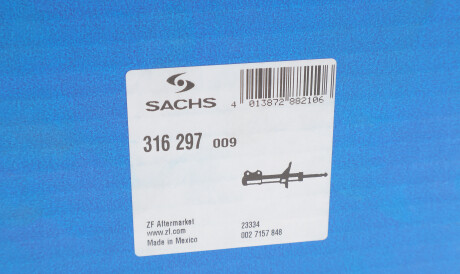 SACHS
4 013872 882106
316 297 009
ZF Aftermarket
www.zf.com
Made in Mexico
23334
002 7157 848